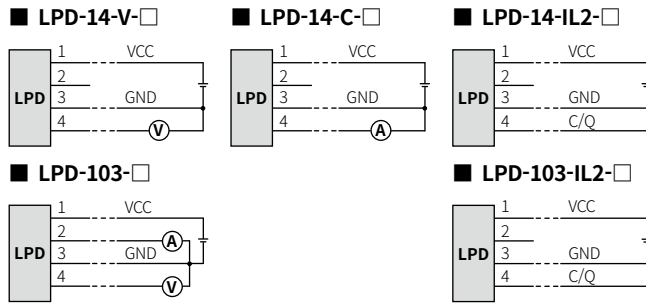 ■ LPD-14-V-□
1 VCC
2
LPD 3 GND
4 V
■ LPD-14-C-□
1 VCC
2
LPD 3 GND
4 A
■ LPD-14-IL2-□
1 VCC
2
LPD 3 GND
4 C/Q
■ LPD-103-□
1 VCC
2 A
LPD 3 GND
4 V
■ LPD-103-IL2-□
1 VCC
2
LPD 3 GND
4 C/Q